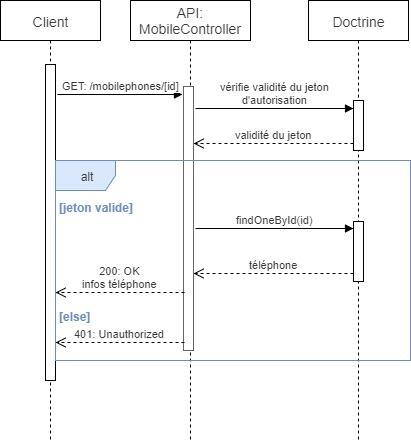 Client
API:
MobileController
Doctrine
GET: /mobilephones/[id]
vérifie validité du jeton
d'autorisation
validité du jeton
alt
[jeton valide]
findOneById(id)
téléphone
200: OK
infos téléphone
[else]
401: Unauthorized